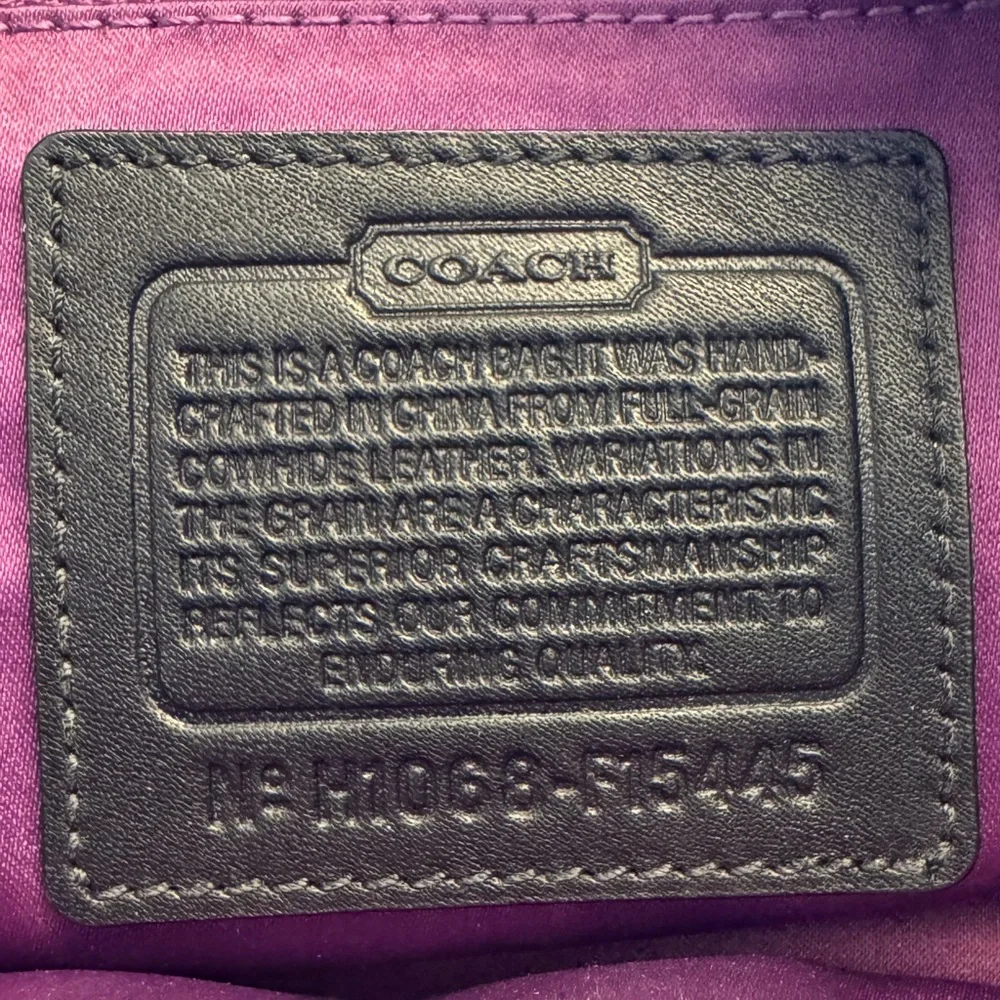 COACH
THIS IS A COACH BAG.IT WAS HAND-
CRAFTED IN CHINA FROM FULL-GRAIN
COWHIDE LEATHER. VARIATIONS IN
THE GRAIN ARE A CHARACTERISTIC.
ITS SUPERIOR CRAFTSMANSHIP
REFLECTS OUR COMMITMENT TO
ENDURING QUALITY.
Nº H1068-F15445